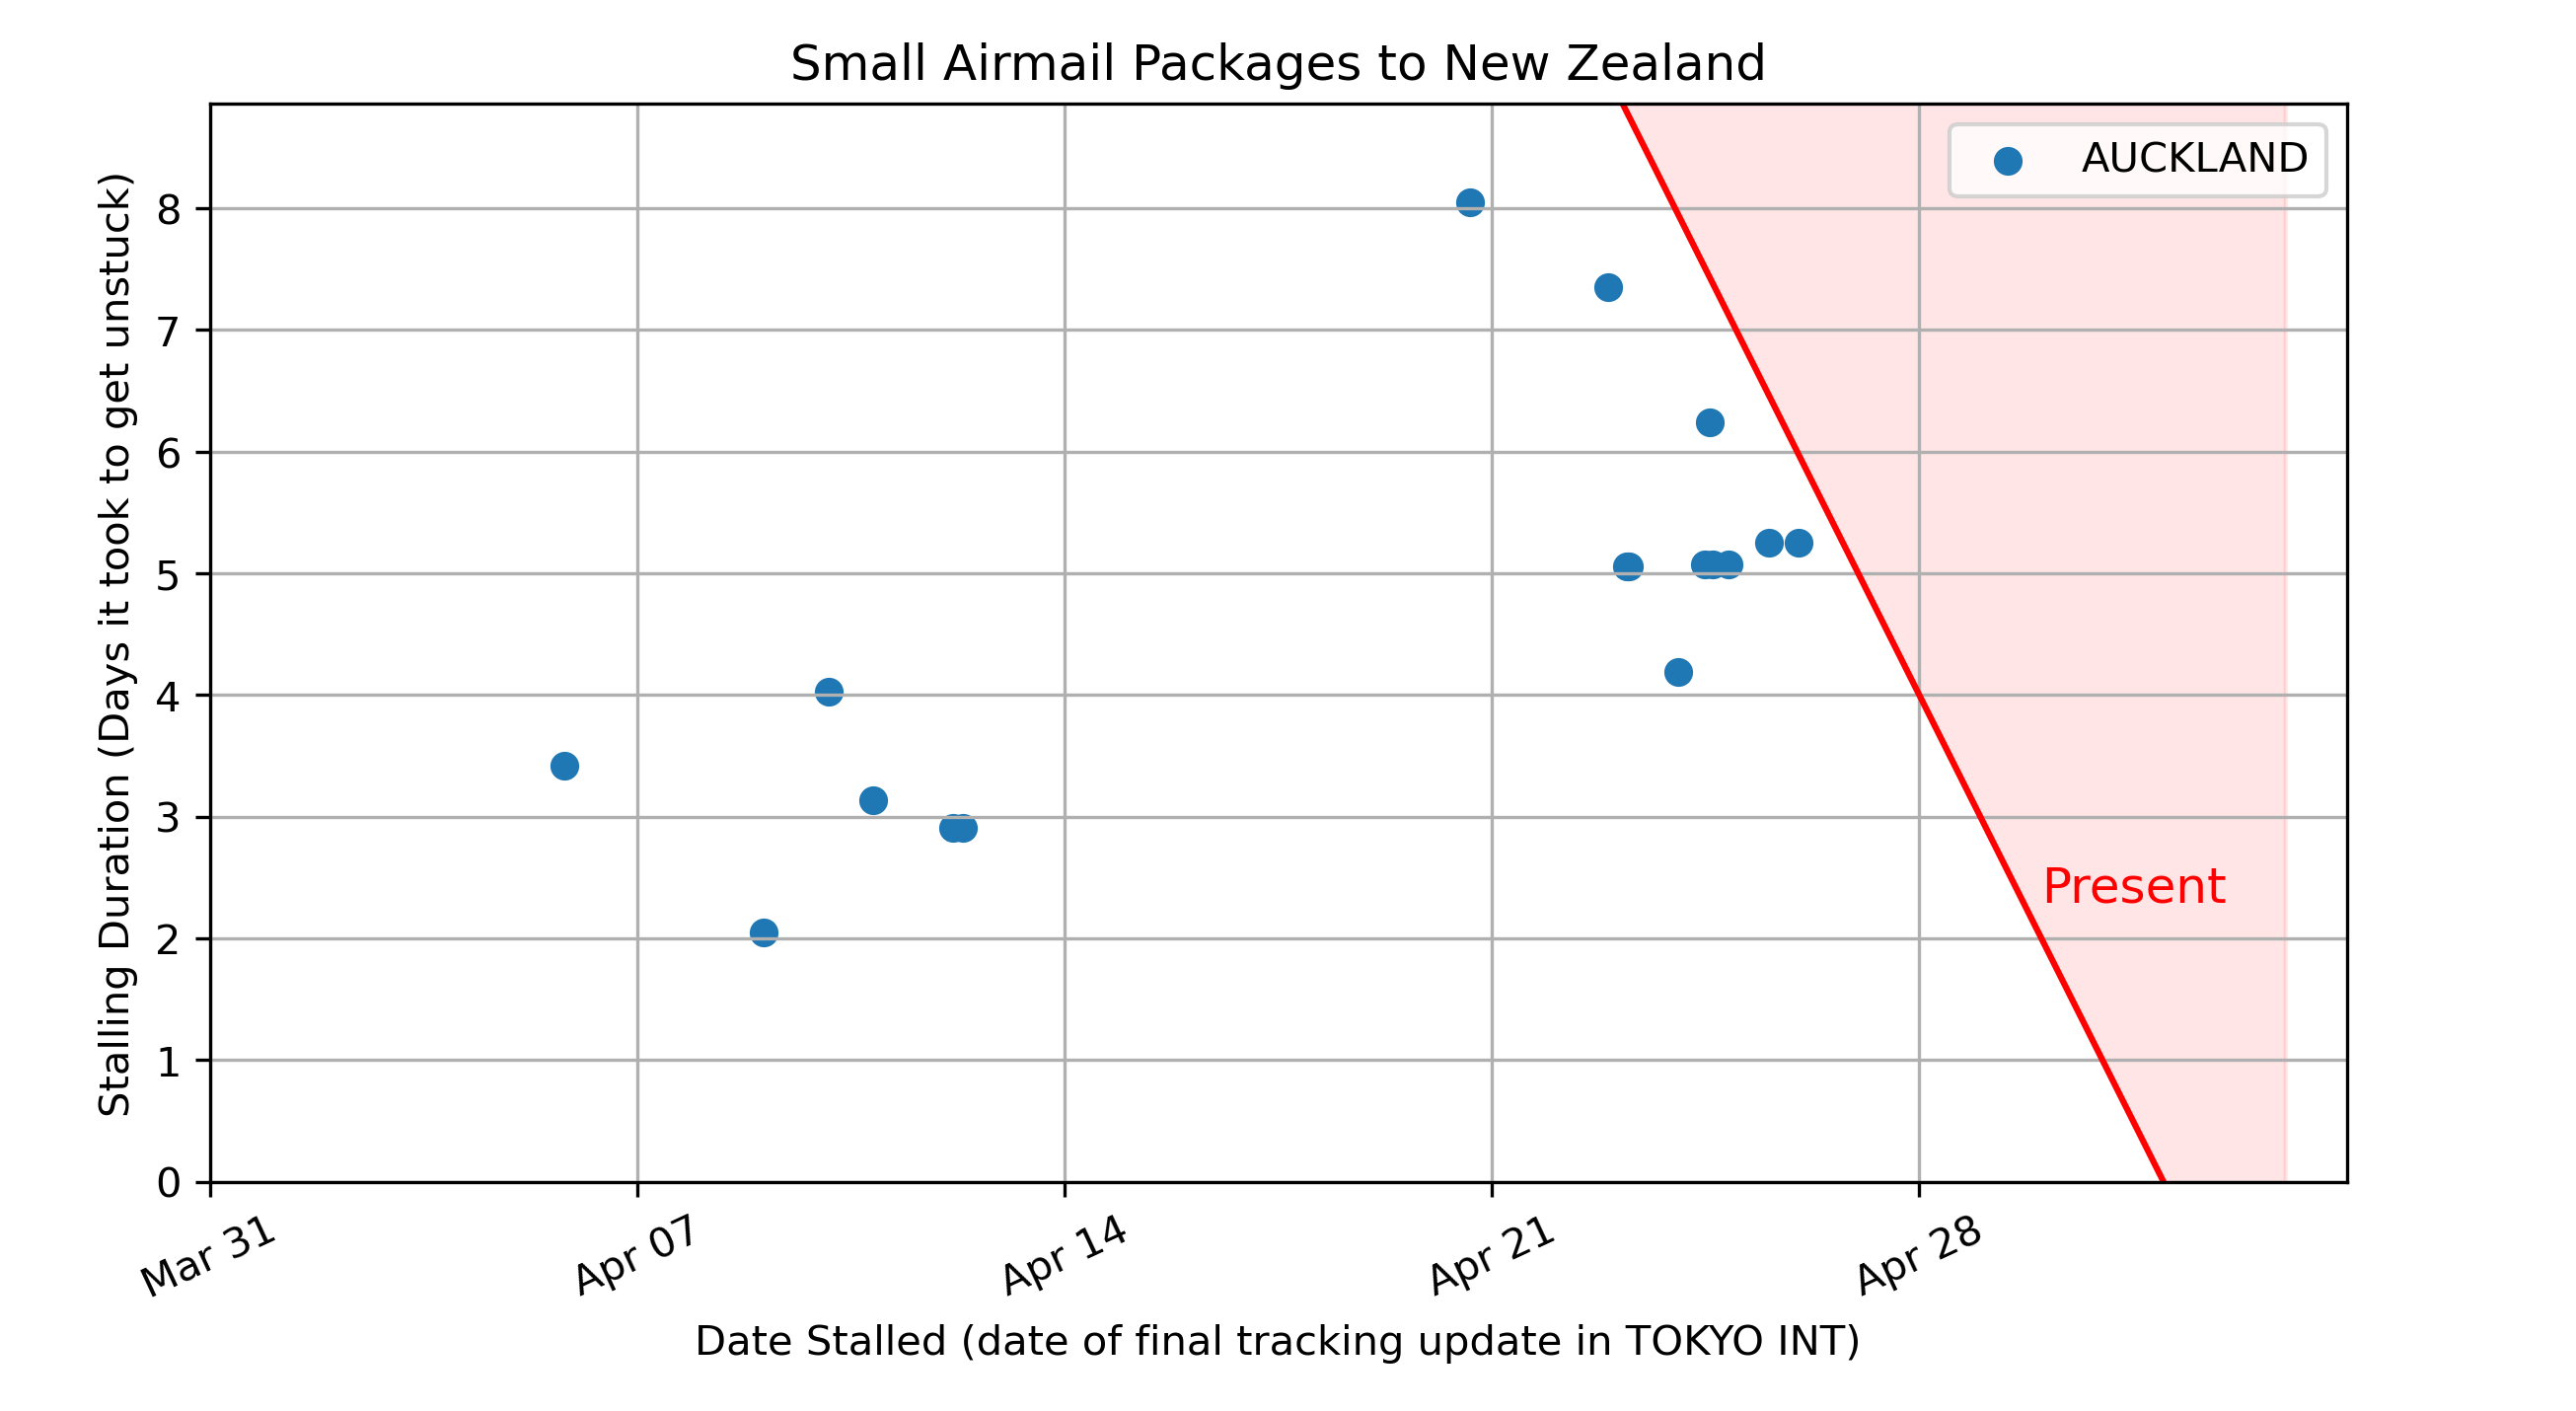 Small Airmail Packages to New Zealand
AUCKLAND
Stalling Duration (Days it took to get unstuck)
8
7
6
5
4
3
2
1
0
Present
Mar 31
Apr 07
Apr 14
Apr 21
Apr 28
Date Stalled (date of final tracking update in TOKYO INT)